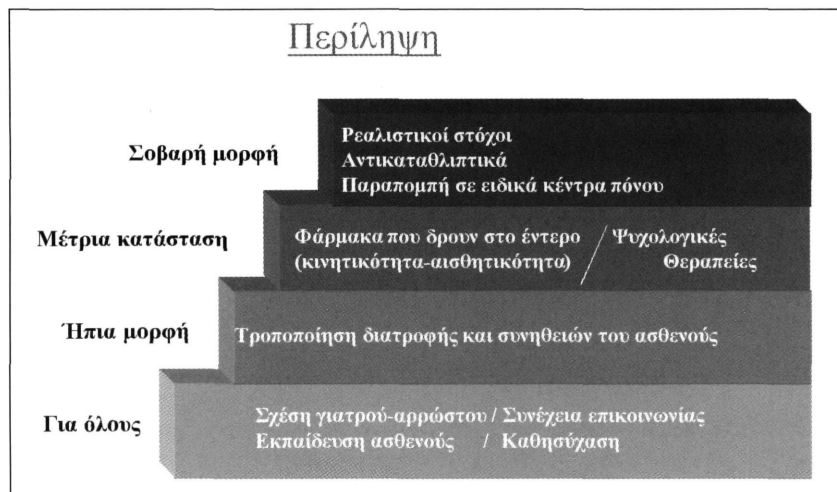 Περίληψη
Σοβαρή μορφή
Ρεαλιστικοί στόχοι
Αντικαταθλιπτικά
Παραπομπή σε ειδικά κέντρα πόνου
Μέτρια κατάσταση
Φάρμακα που δρουν στο έντερο / Ψυχολογικές
(κινητικότητα-αισθητικότητα) Θεραπείες
Ήπια μορφή
Τροποποίηση διατροφής και συνηθειών του ασθενούς
Για όλους
Σχέση γιατρού-αρρώστου / Συνέχεια επικοινωνίας
Εκπαίδευση ασθενούς / Καθησύχαση